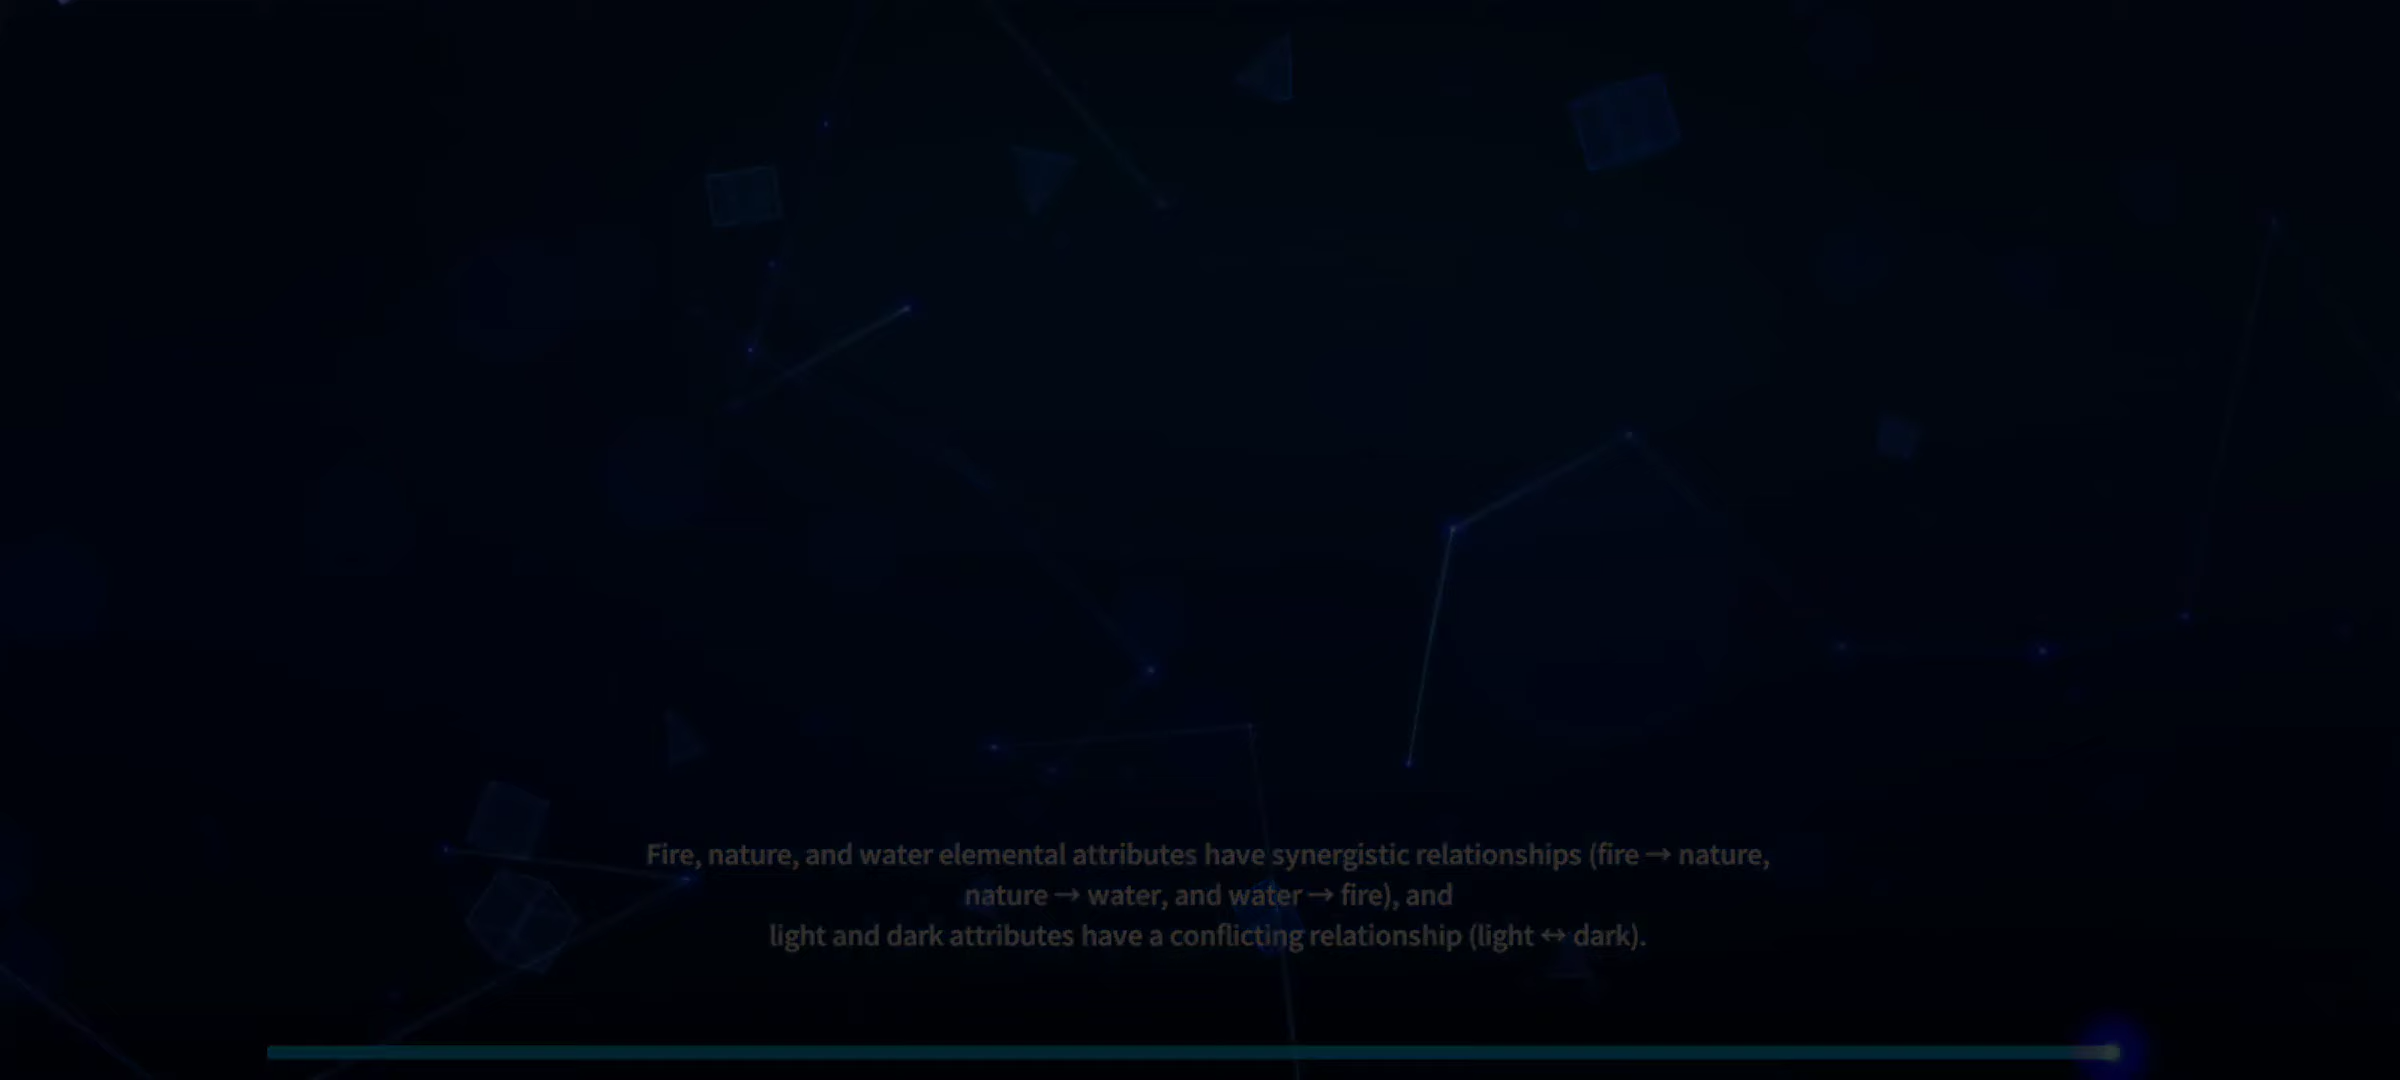 Fire, nature, and water elemental attributes have synergistic relationships (fire → nature,
nature → water, and water → fire), and
light and dark attributes have a conflicting relationship (light ↔ dark).